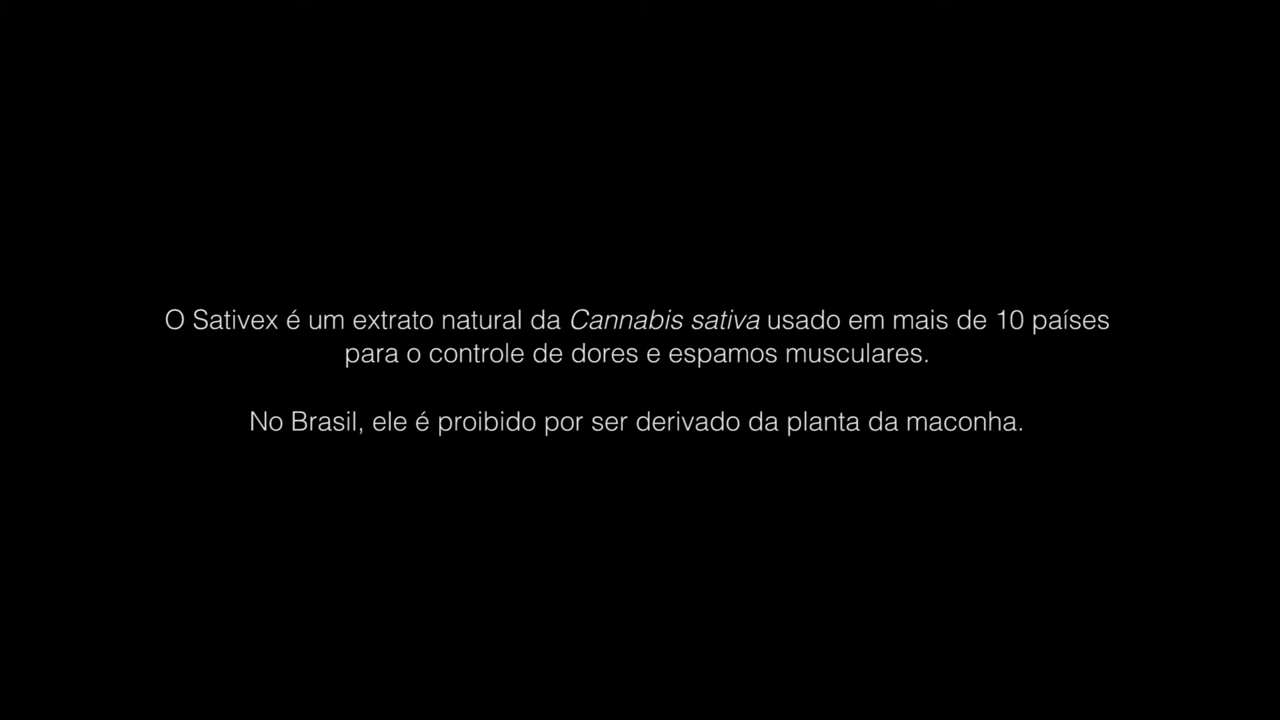 O Sativex é um extrato natural da Cannabis sativa usado em mais de 10 países
para o controle de dores e espamos musculares.
No Brasil, ele é proibido por ser derivado da planta da maconha.